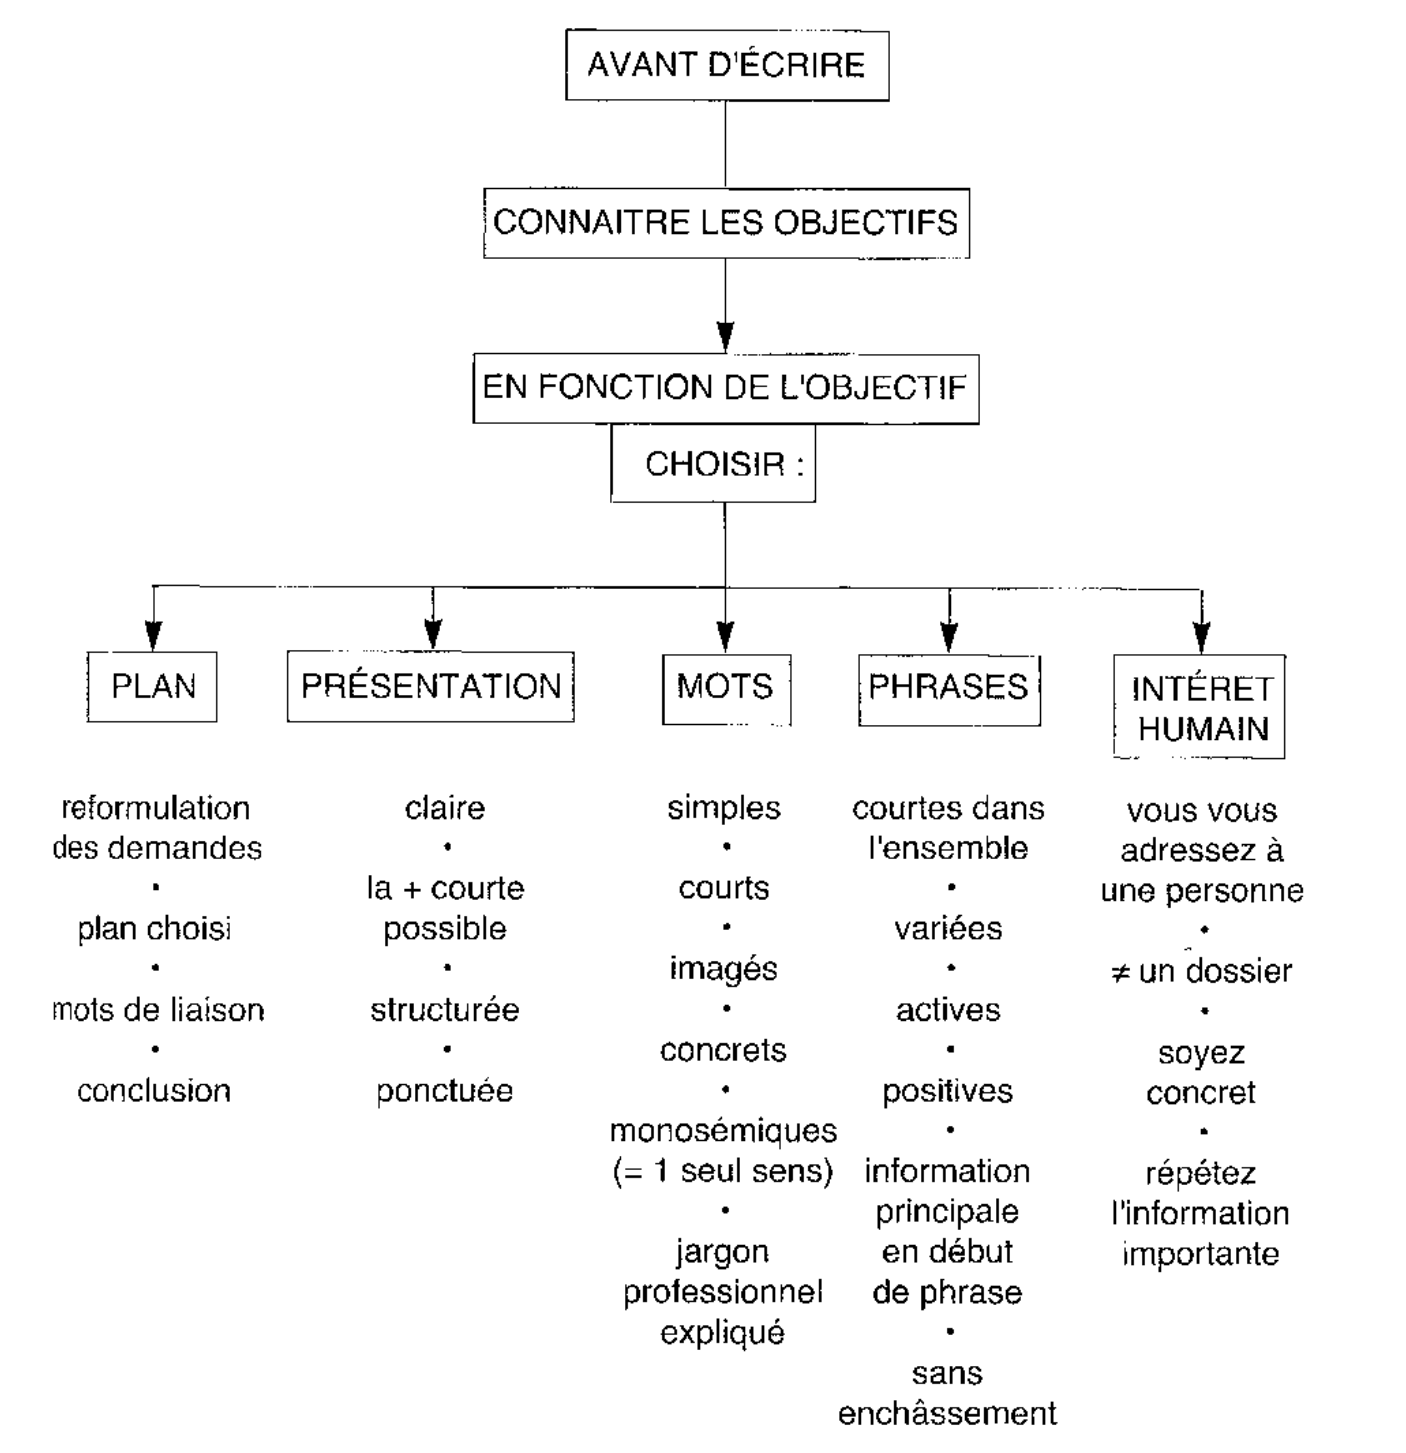 AVANT D'ÉCRIRE
CONNAITRE LES OBJECTIFS
EN FONCTION DE L'OBJECTIF
CHOISIR :
PLAN
reformulation
des demandes
•
plan choisi
•
mots de liaison
•
conclusion
PRÉSENTATION
claire
•
la + courte
possible
•
structurée
•
ponctuée
MOTS
simples
•
courts
•
imagés
•
concrets
•
monosémiques
(= 1 seul sens)
•
jargon
professionnel
expliqué
PHRASES
courtes dans
l'ensemble
•
variées
•
actives
•
positives
•
information
principale
en début
de phrase
•
sans
enchâssement
INTÉRET
HUMAIN
vous vous
adressez à
une personne
•
≠ un dossier
•
soyez
concret
•
répétez
l'information
importante